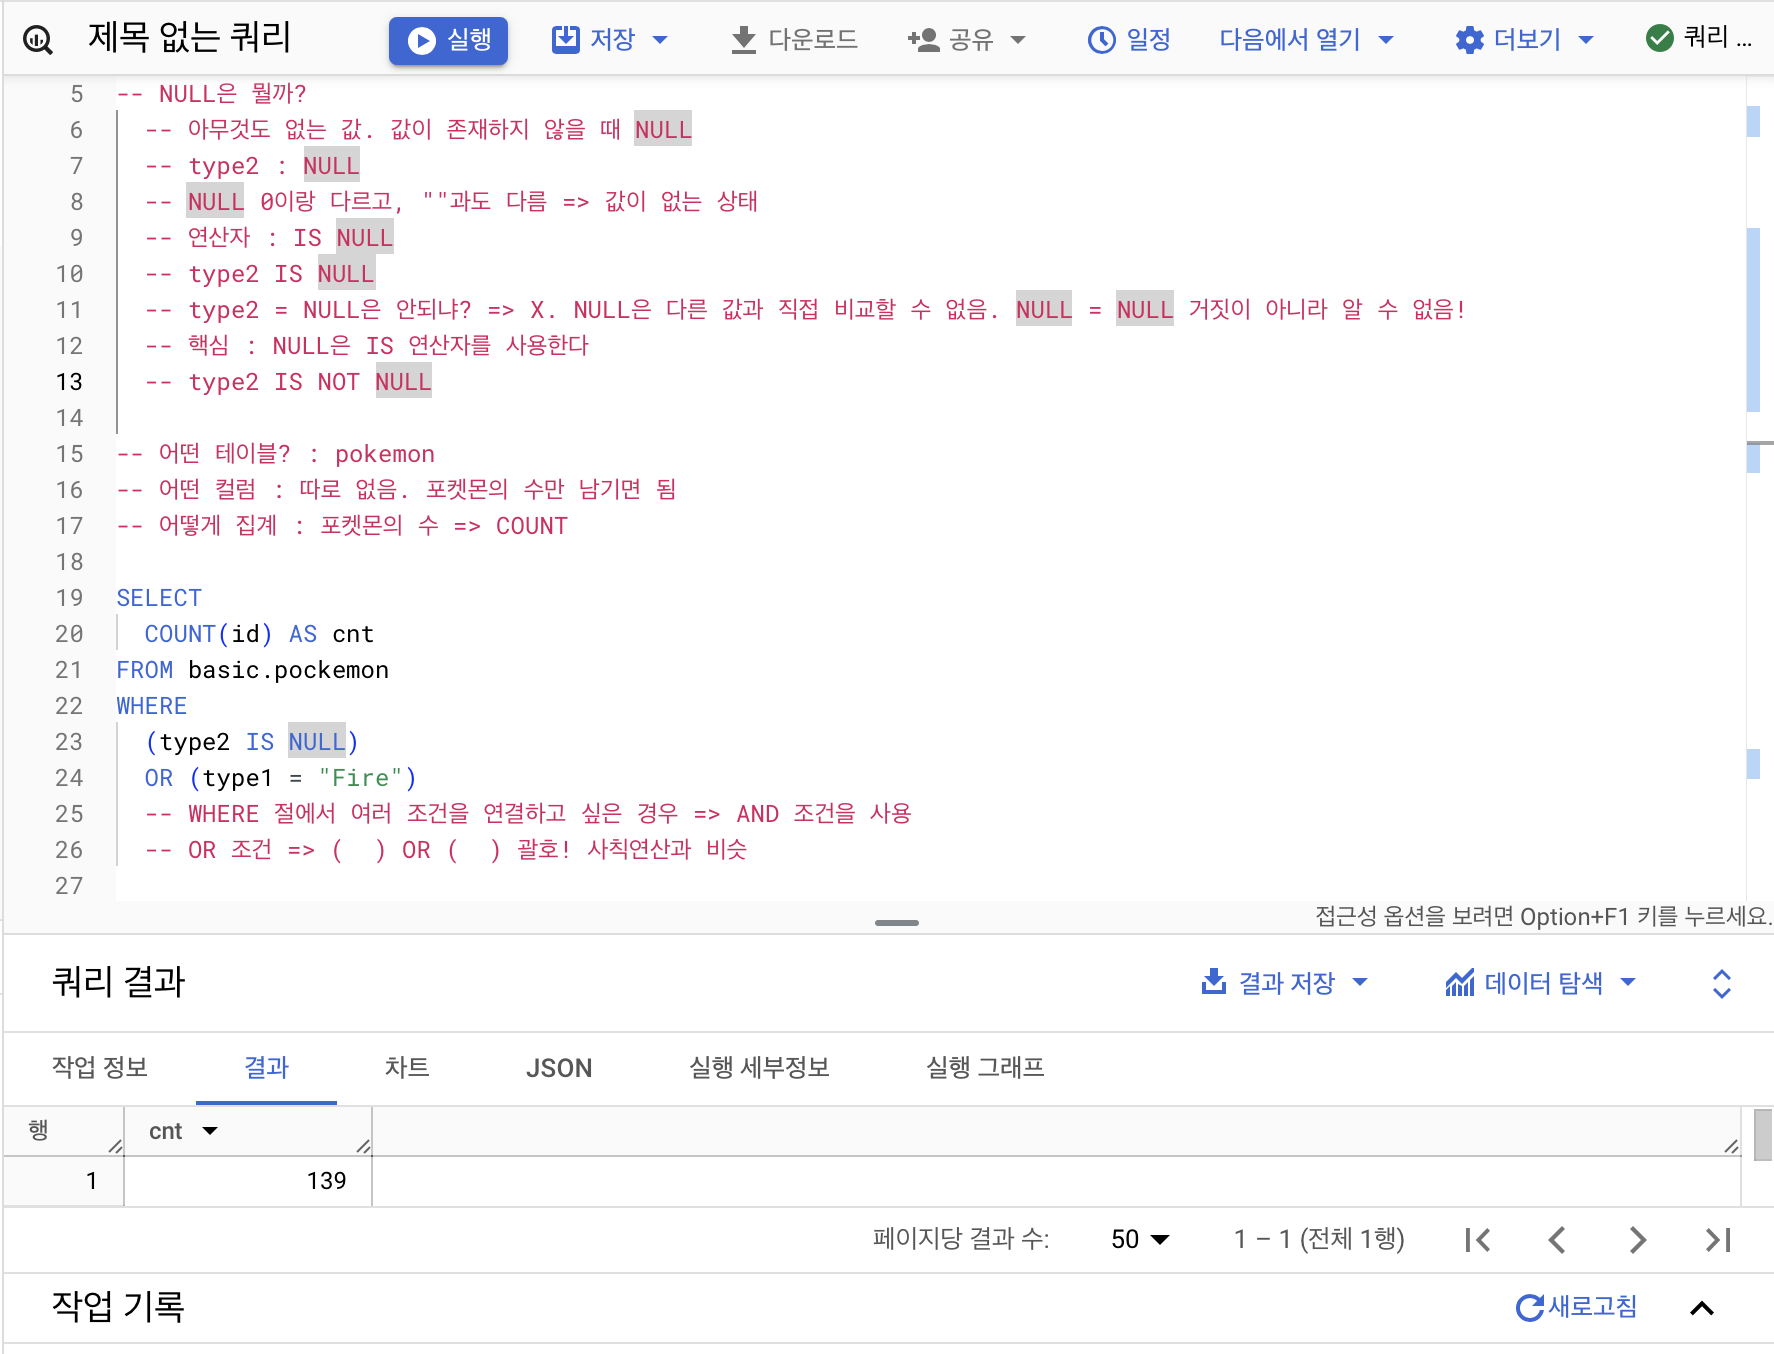 제목 없는 쿼리 실행 저장 다운로드 공유 일정 다음에서 열기 더보기 쿼리 ...
5 -- NULL은 뭘까?
6 -- 아무것도 없는 값. 값이 존재하지 않을 때 NULL
7 -- type2 : NULL
8 -- NULL 0이랑 다르고, ""과도 다름 => 값이 없는 상태
9 -- 연산자 : IS NULL
10 -- type2 IS NULL
11 -- type2 = NULL은 안되냐? => X. NULL은 다른 값과 직접 비교할 수 없음. NULL = NULL 거짓이 아니라 알 수 없음!
12 -- 핵심 : NULL은 IS 연산자를 사용한다
13 -- type2 IS NOT NULL
14
15 -- 어떤 테이블? : pokemon
16 -- 어떤 컬럼 : 따로 없음. 포켓몬의 수만 남기면 됨
17 -- 어떻게 집계 : 포켓몬의 수 => COUNT
18
19 SELECT
20 COUNT(id) AS cnt
21 FROM basic.pockemon
22 WHERE
23 (type2 IS NULL)
24 OR (type1 = "Fire")
25 -- WHERE 절에서 여러 조건을 연결하고 싶은 경우 => AND 조건을 사용
26 -- OR 조건 => (  ) OR (  ) 괄호! 사칙연산과 비슷
27
접근성 옵션을 보려면 Option+F1 키를 누르세요.
쿼리 결과 결과 저장 데이터 탐색
작업 정보 결과 차트 JSON 실행 세부정보 실행 그래프
행 cnt
1 139
페이지당 결과 수: 50 1 – 1 (전체 1행)
작업 기록 새로고침